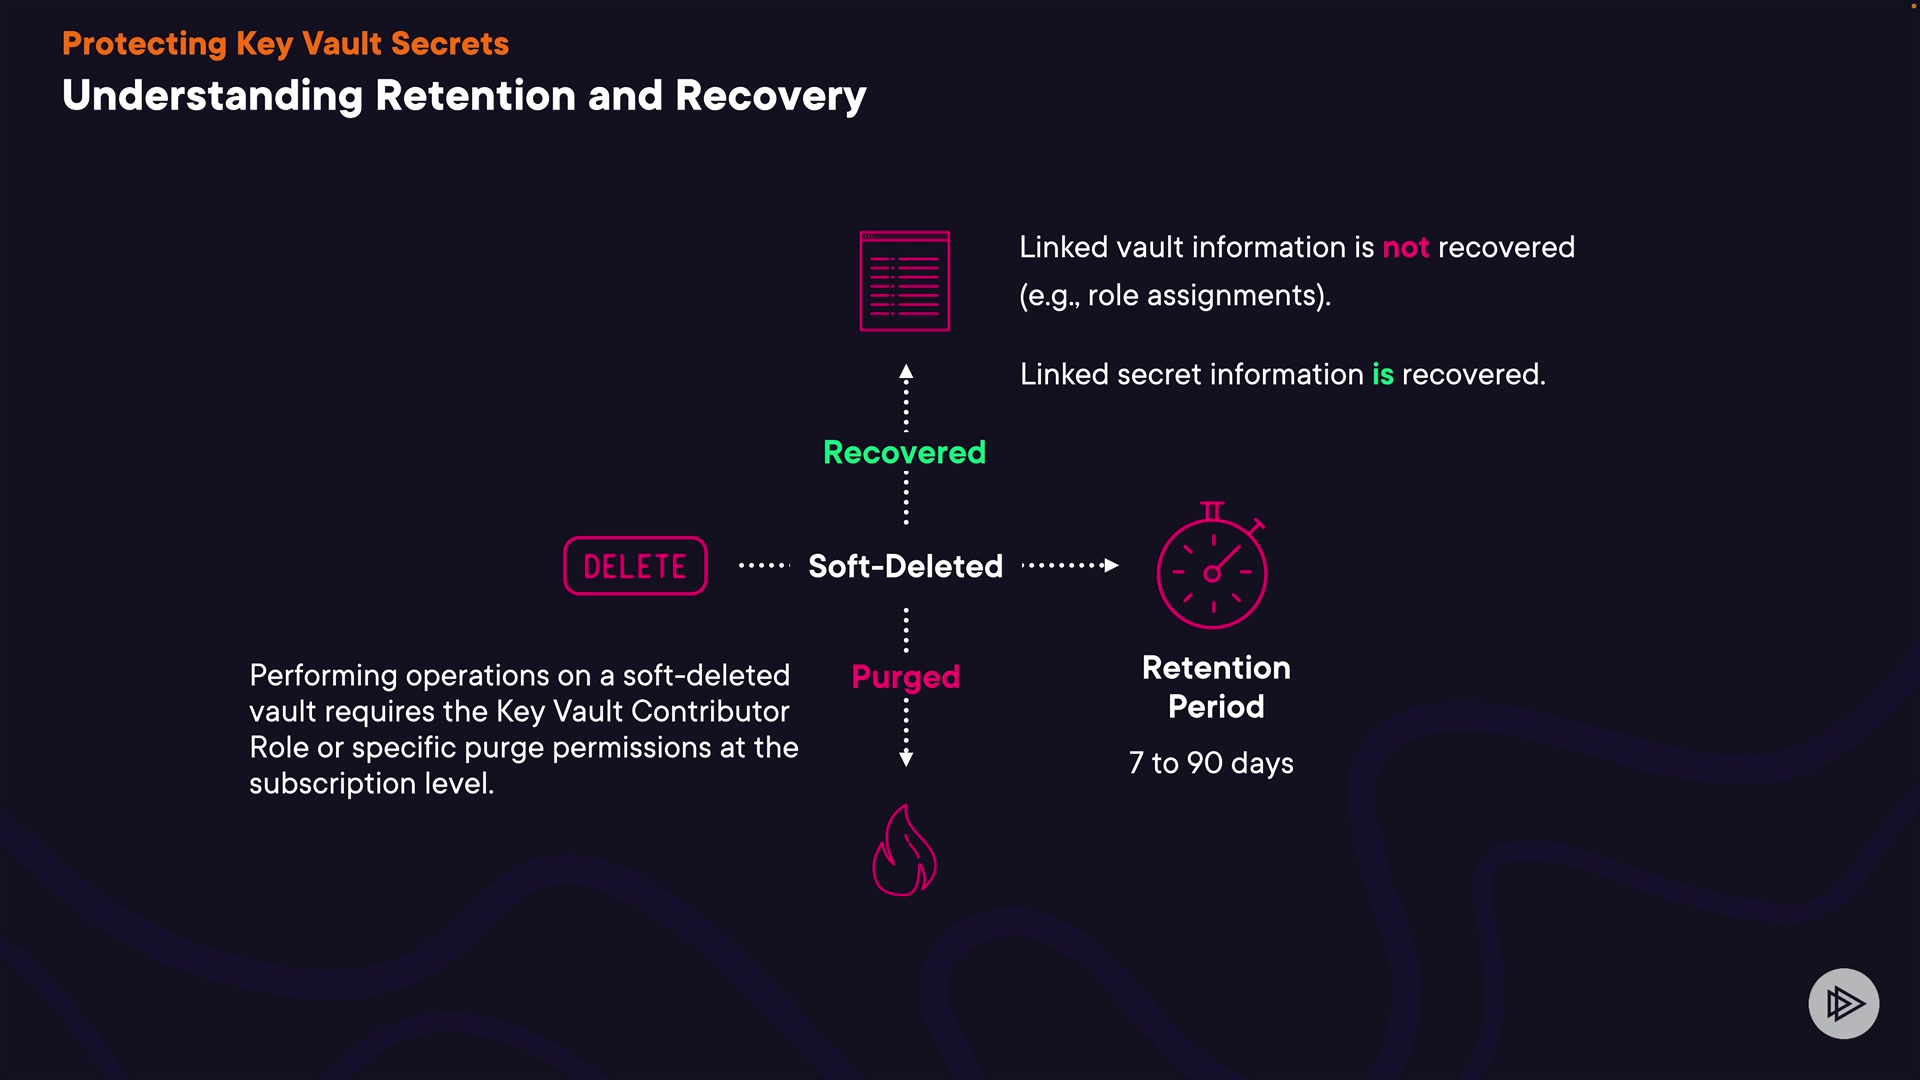 Protecting Key Vault Secrets
Understanding Retention and Recovery
Linked vault information is not recovered
(e.g., role assignments).
Linked secret information is recovered.
Recovered
DELETE
Soft-Deleted
Performing operations on a soft-deleted
vault requires the Key Vault Contributor
Role or specific purge permissions at the
subscription level.
Purged
Retention
Period
7 to 90 days